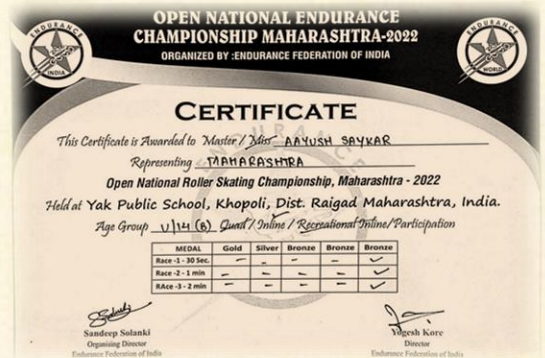 OPEN NATIONAL ENDURANCE
CHAMPIONSHIP MAHARASHTRA-2022
ORGANIZED BY :ENDURANCE FEDERATION OF INDIA
ENDURANCE
INDIA
ENDURANCE
WORLD
ENDURANCE
CERTIFICATE
This Certificate is Awarded to Master / Miss AAYUSH SAYKAR
Representing MAHARASHTRA
Open National Roller Skating Championship, Maharashtra - 2022
Held at Yak Public School, Khopoli, Dist. Raigad Maharashtra, India.
Age Group U/14 (B) Quad / Inline / Recreational Inline/Participation
MEDAL Gold Silver Bronze Bronze Bronze
Race -1 - 30 Sec. - - - - ✓
Race -2 - 1 min - - - - ✓
RAce -3 - 2 min - - - - ✓
Sandeep Solanki
Organising Director
Endurance Federation of India
Yogesh Kore
Director
Endurance Federation of India